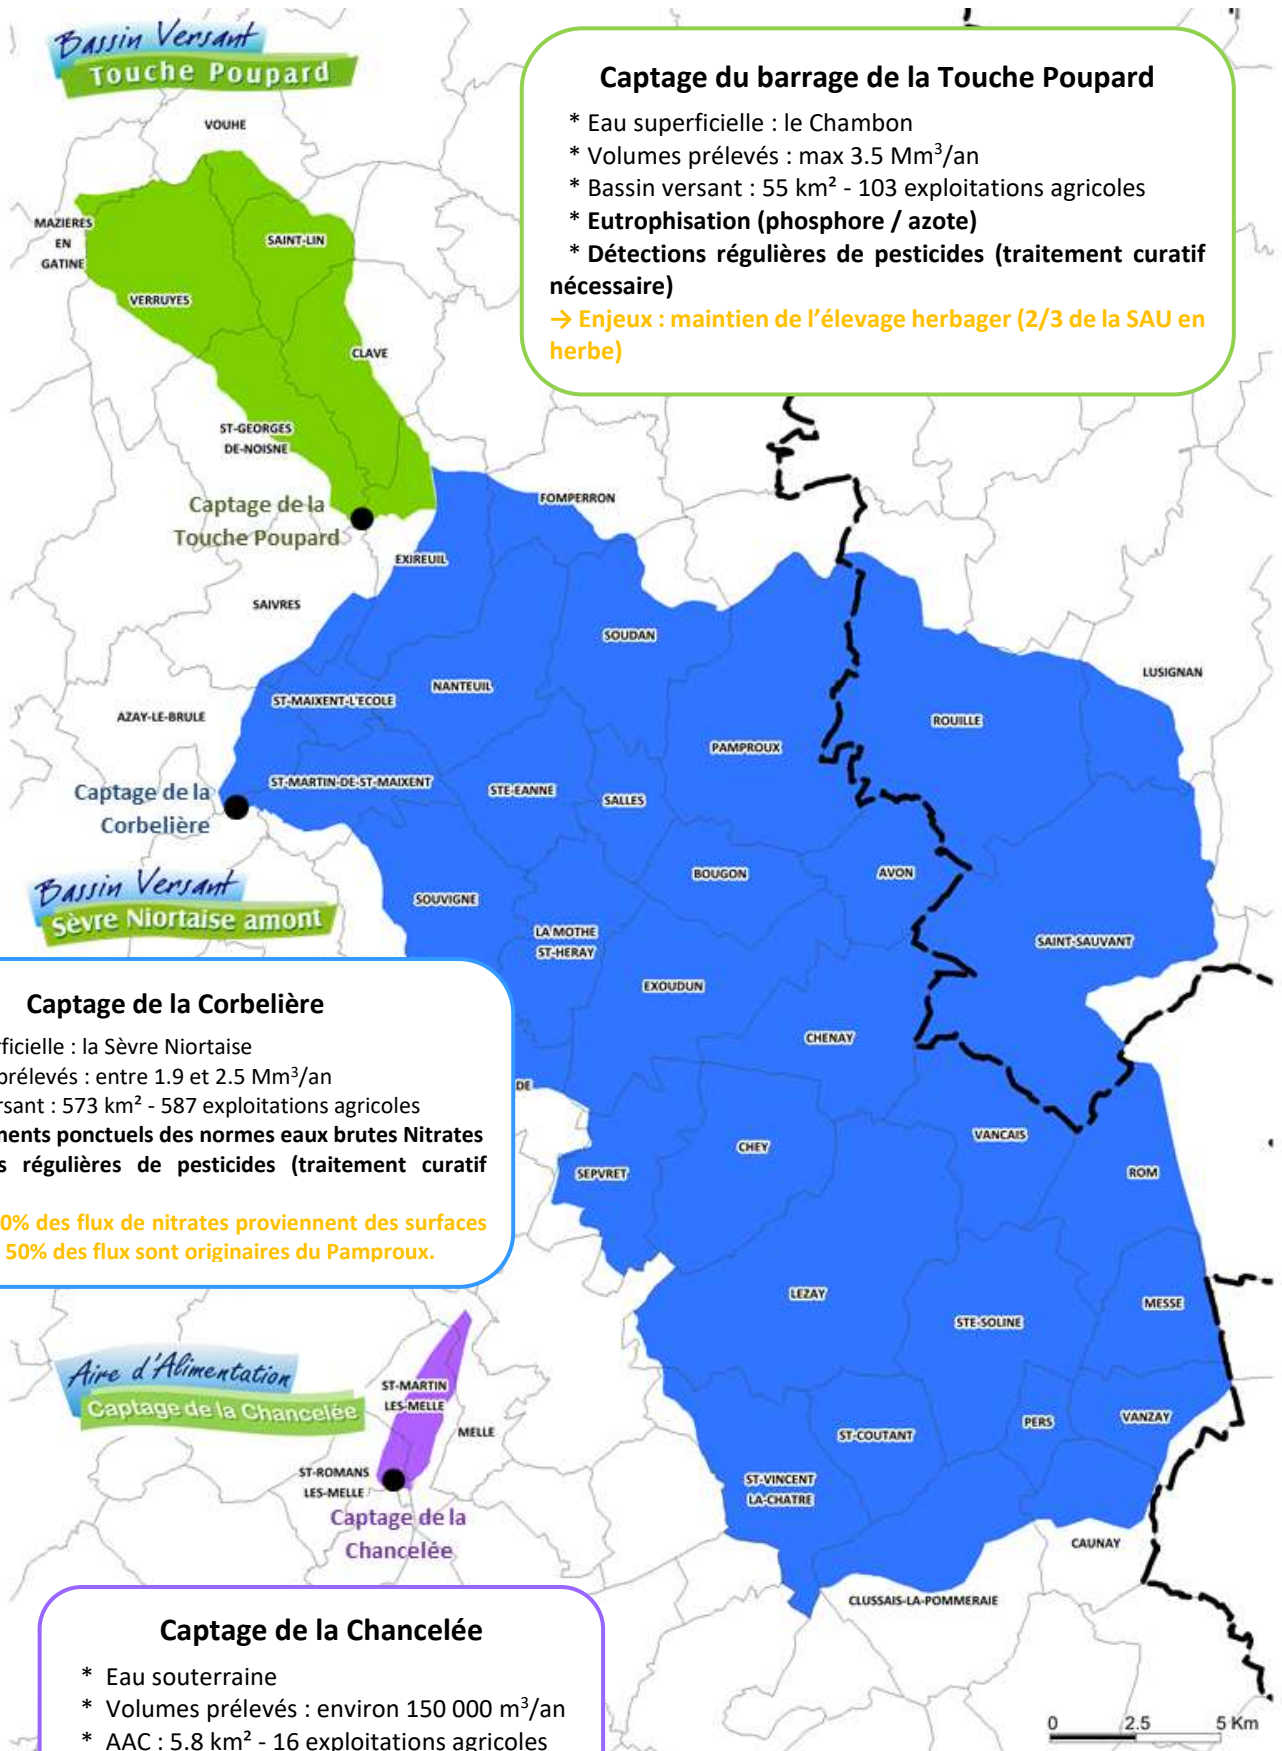 Bassin Versant
Touche Poupard
Captage du barrage de la Touche Poupard
* Eau superficielle : le Chambon
* Volumes prélevés : max 3.5 Mm³/an
* Bassin versant : 55 km² - 103 exploitations agricoles
* Eutrophisation (phosphore / azote)
* Détections régulières de pesticides (traitement curatif
nécessaire)
→ Enjeux : maintien de l’élevage herbager (2/3 de la SAU en
herbe)
VOUHE
MAZIERES
EN
GATINE
SAINT-LIN
VERRUYES
CLAVE
ST-GEORGES
DE-NOISNE
Captage de la
Touche Poupard
FOMPERRON
EXIREUIL
SAIVRES
SOUDAN
LUSIGNAN
NANTEUIL
ST-MAIXENT-L'ECOLE
AZAY-LE-BRULE
ROUILLE
PAMPROUX
ST-MARTIN-DE-ST-MAIXENT
STE-EANNE
SALLES
Captage de la
Corbelière
BOUGON
AVON
Bassin Versant
Sèvre Niortaise amont
SOUVIGNE
LA MOTHE
ST-HERAY
SAINT-SAUVANT
EXOUDUN
CHENAY
Captage de la Corbelière
rficielle : la Sèvre Niortaise
prélevés : entre 1.9 et 2.5 Mm³/an
rsant : 573 km² - 587 exploitations agricoles
ments ponctuels des normes eaux brutes Nitrates
s régulières de pesticides (traitement curatif
0% des flux de nitrates proviennent des surfaces
50% des flux sont originaires du Pamproux.
DE
VANCAIS
CHEY
SEPVRET
ROM
LEZAY
MESSE
STE-SOLINE
Aire d'Alimentation
Captage de la Chancelée
ST-MARTIN
LES-MELLE
MELLE
ST-ROMANS
LES-MELLE
Captage de la
Chancelée
PERS
VANZAY
ST-COUTANT
ST-VINCENT
LA-CHATRE
CAUNAY
CLUSSAIS-LA-POMMERAIE
Captage de la Chancelée
* Eau souterraine
* Volumes prélevés : environ 150 000 m³/an
* AAC : 5.8 km² - 16 exploitations agricoles
0 2.5 5 Km